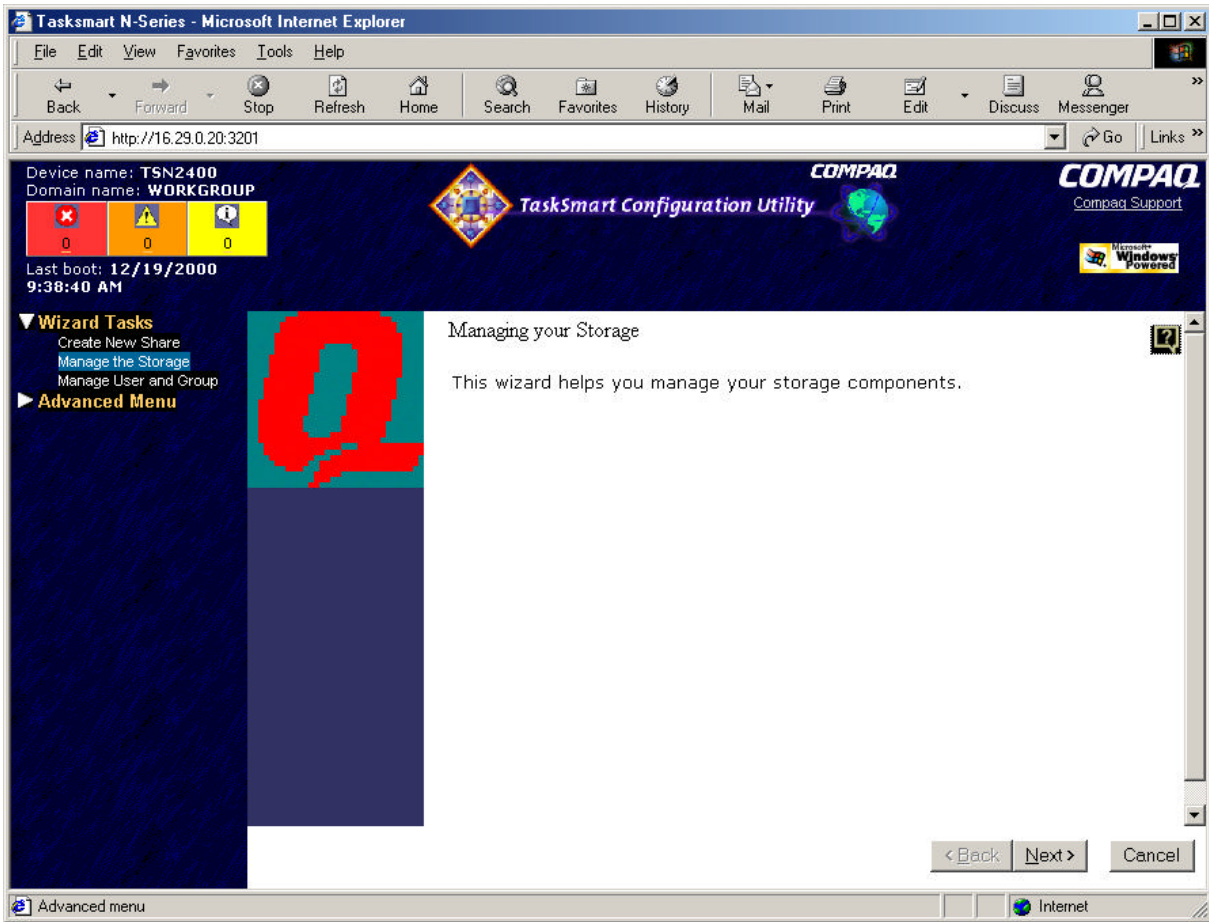 Tasksmart N-Series - Microsoft Internet Explorer
File Edit View Favorites Tools Help
Back Forward Stop Refresh Home Search Favorites History Mail Print Edit Discuss Messenger »
Address http://16.29.0.20:3201 Go Links »
Device name: TSN2400
Domain name: WORKGROUP
0 0 0
Last boot: 12/19/2000
9:38:40 AM
COMPAQ
TaskSmart Configuration Utility
COMPAQ
Compaq Support
Microsoft
Windows
Powered
Wizard Tasks
Create New Share
Manage the Storage
Manage User and Group
Advanced Menu
Q
Managing your Storage
?
This wizard helps you manage your storage components.
< Back Next > Cancel
Advanced menu Internet